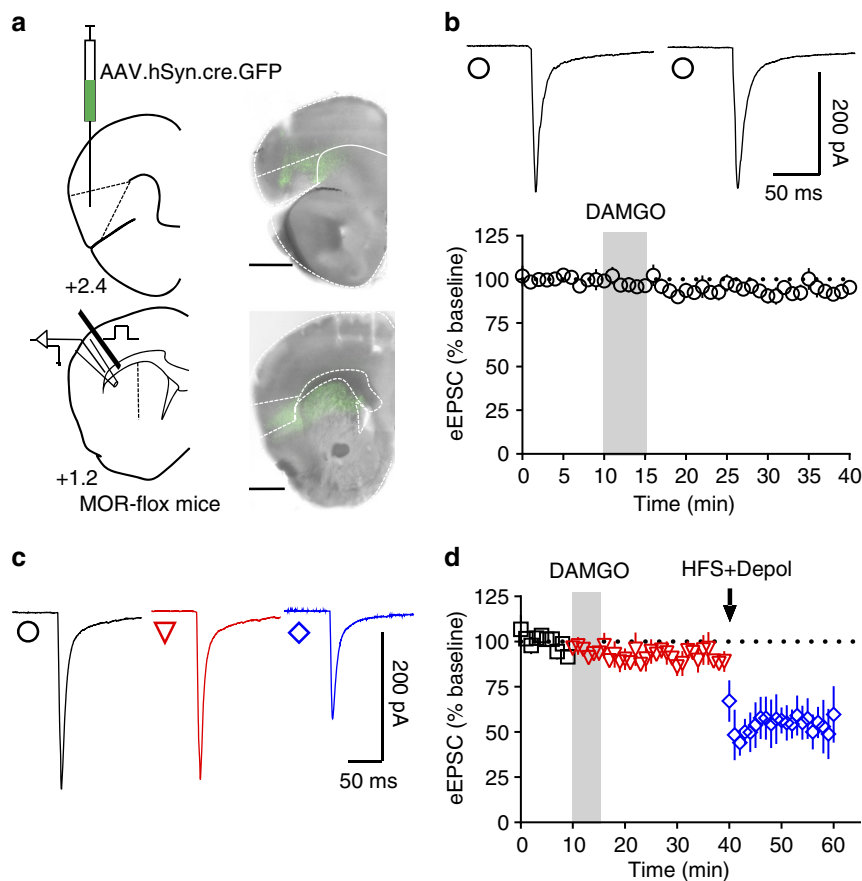 a
AAV.hSyn.cre.GFP
+2.4
+1.2
MOR-flox mice
b
200 pA
50 ms
DAMGO
eEPSC (% baseline)
125
100
75
50
25
0
0 5 10 15 20 25 30 35 40
Time (min)
c
200 pA
50 ms
d
DAMGO
HFS+Depol
eEPSC (% baseline)
125
100
75
50
25
0
0 10 20 30 40 50 60
Time (min)